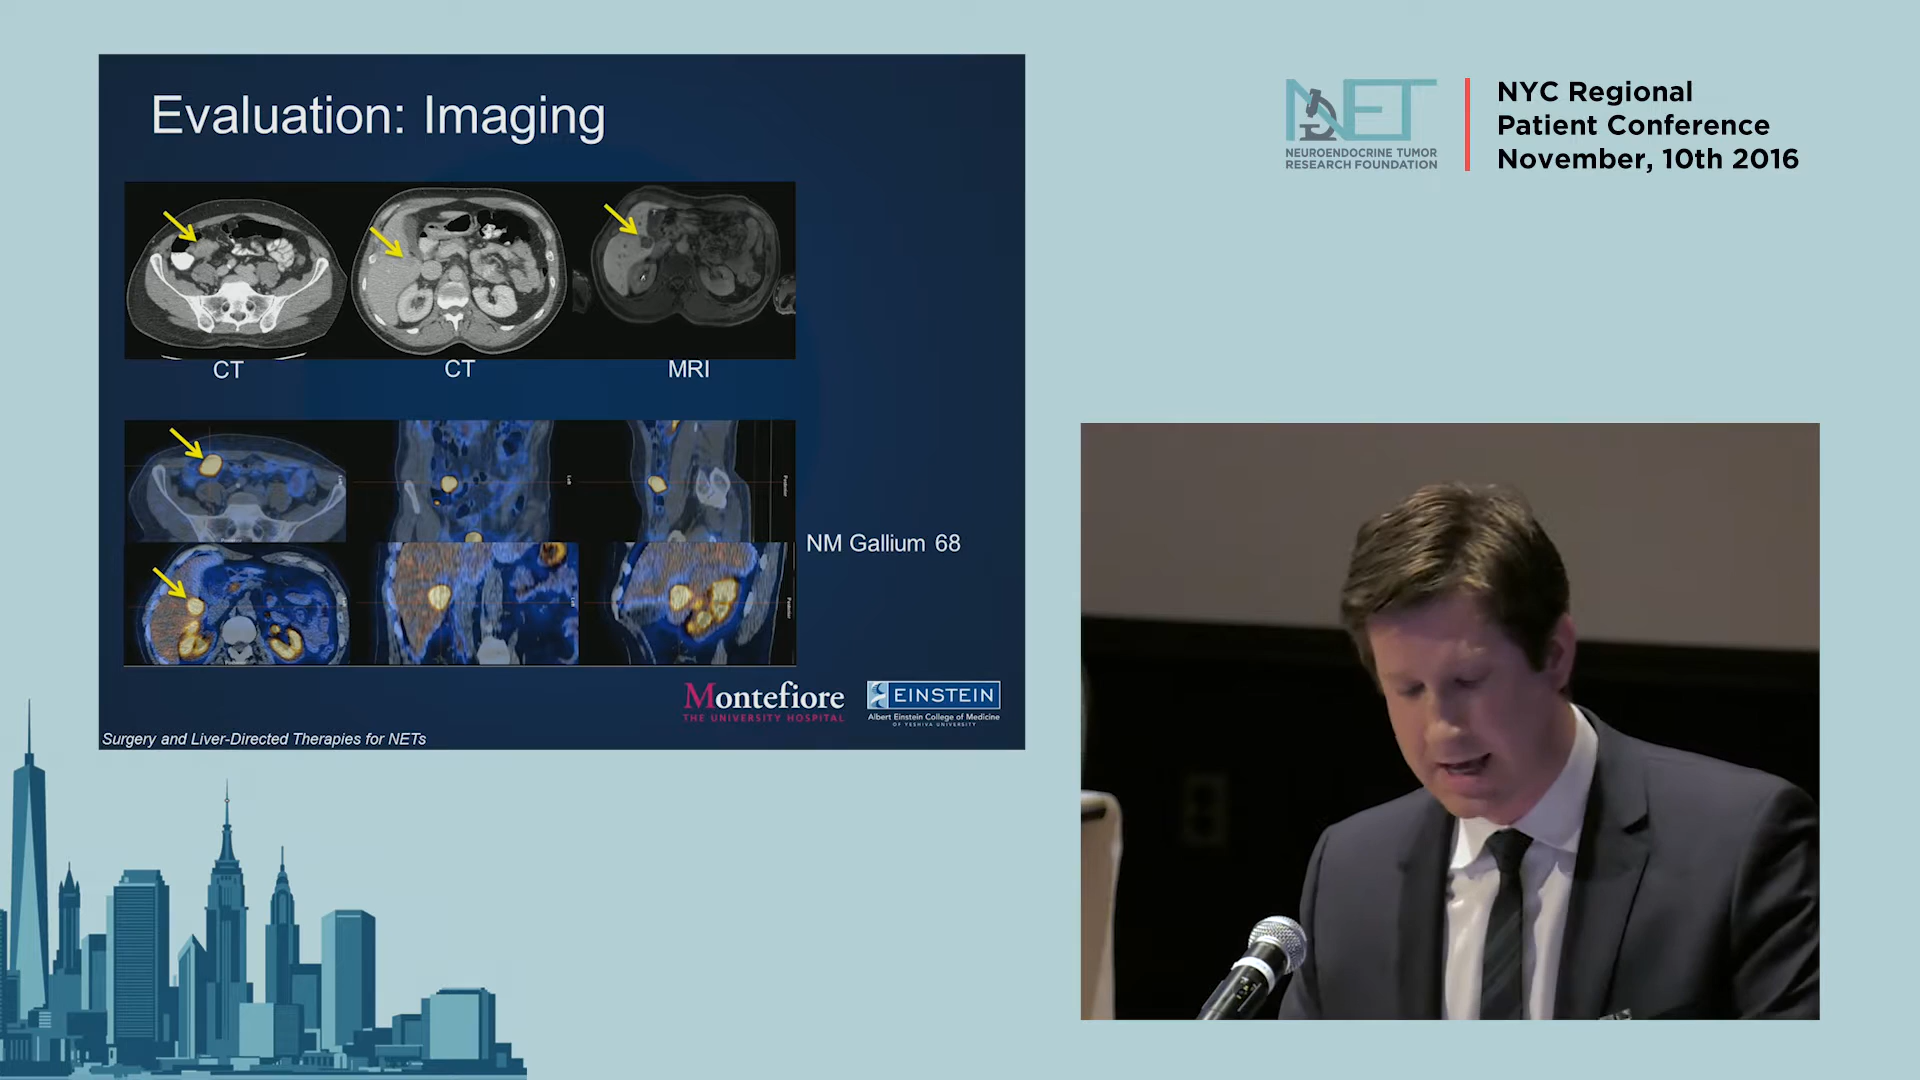 Evaluation: Imaging
CT
CT
MRI
NM Gallium 68
Montefiore
THE UNIVERSITY HOSPITAL
EINSTEIN
Albert Einstein College of Medicine
OF YESHIVA UNIVERSITY
Surgery and Liver-Directed Therapies for NETs
NET
NEUROENDOCRINE TUMOR
RESEARCH FOUNDATION
NYC Regional
Patient Conference
November, 10th 2016